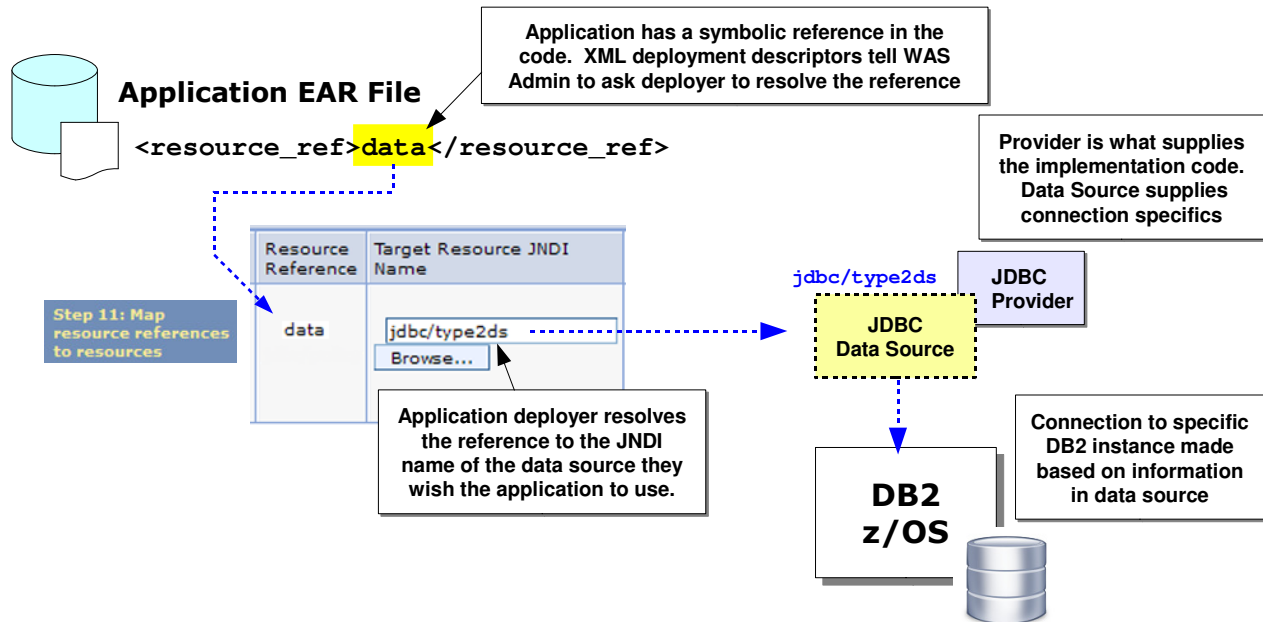 Application has a symbolic reference in the
code. XML deployment descriptors tell WAS
Admin to ask deployer to resolve the reference
Application EAR File
<resource_ref>data</resource_ref>
Provider is what supplies
the implementation code.
Data Source supplies
connection specifics
Resource
Reference
Target Resource JNDI
Name
jdbc/type2ds
JDBC
Provider
Step 11: Map
resource references
to resources
data
jdbc/type2ds
Browse...
JDBC
Data Source
Application deployer resolves
the reference to the JNDI
name of the data source they
wish the application to use.
Connection to specific
DB2 instance made
based on information
in data source
DB2
z/OS